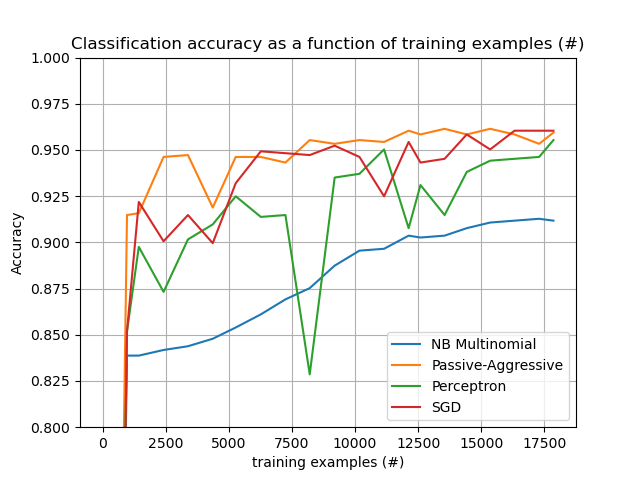 Classification accuracy as a function of training examples (#)
1.000
0.975
0.950
0.925
0.900
0.875
0.850
0.825
0.800
Accuracy
NB Multinomial
Passive-Aggressive
Perceptron
SGD
0 2500 5000 7500 10000 12500 15000 17500
training examples (#)